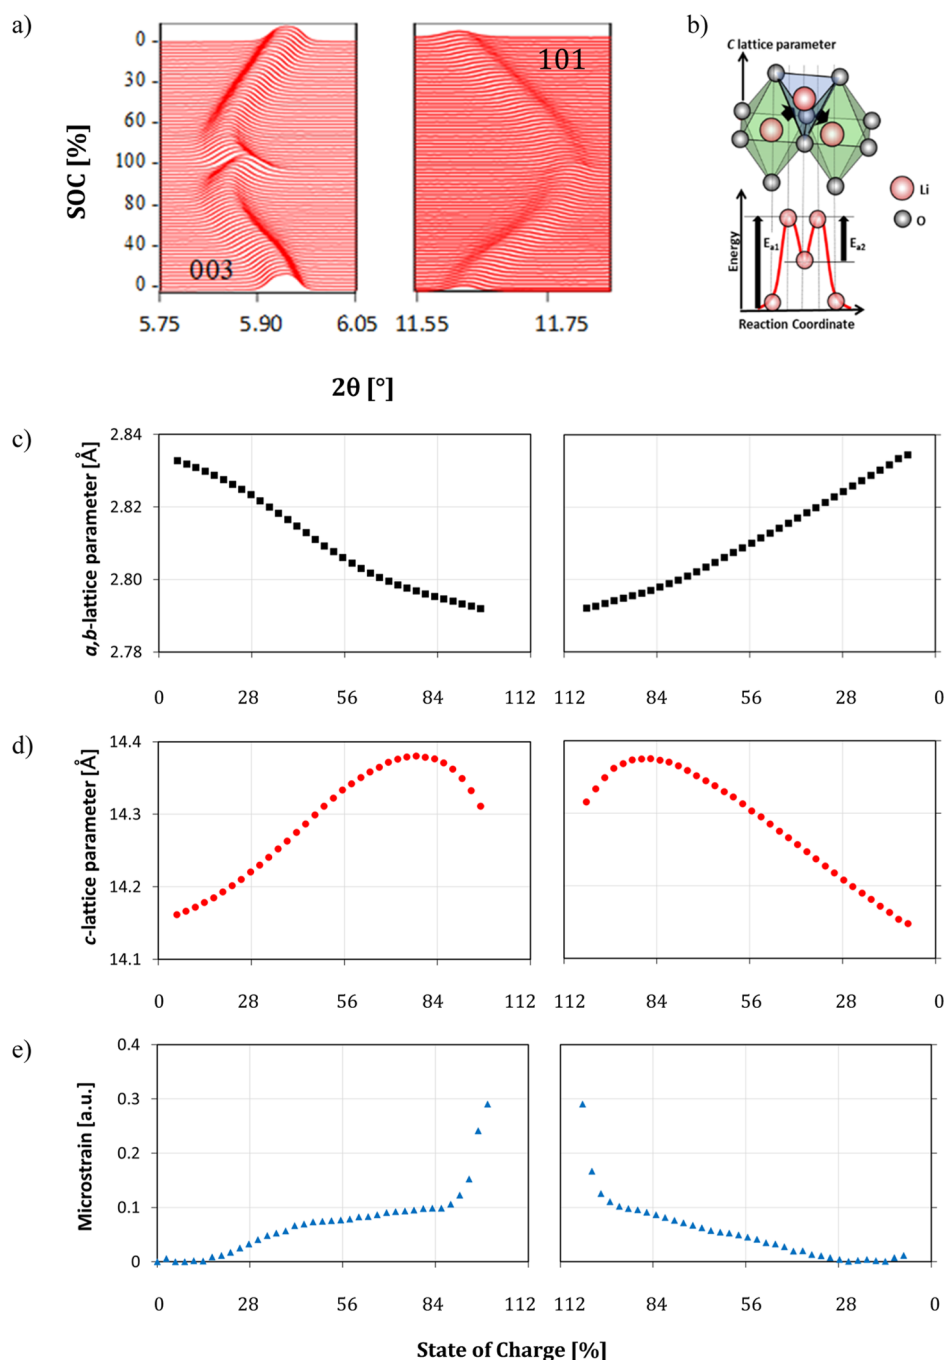 a)
0
30
60
100
80
40
0
SOC [%]
003
101
5.75 5.90 6.05 11.55 11.75
2θ [°]
b)
C lattice parameter
Li
O
Energy
Ea1
Ea2
Reaction Coordinate
c)
a,b-lattice parameter [Å]
2.84
2.82
2.80
2.78
0 28 56 84 112 112 84 56 28 0
d)
c-lattice parameter [Å]
14.4
14.3
14.2
14.1
0 28 56 84 112 112 84 56 28 0
e)
Microstrain [a.u.]
0.4
0.3
0.2
0.1
0
0 28 56 84 112 112 84 56 28 0
State of Charge [%]